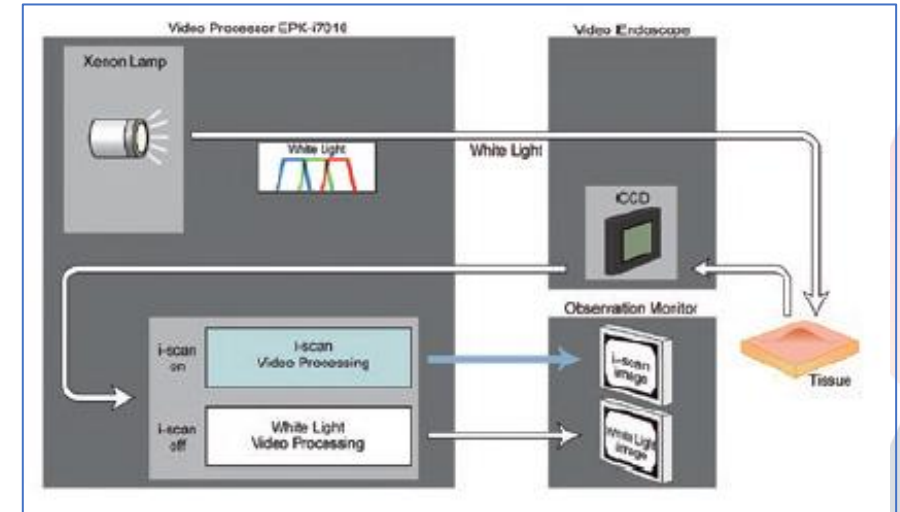 Video Processor EPK-i7010
Video Endoscope
Xenon Lamp
White Light
White Light
CCD
Observation Monitor
i-scan
on
i-scan
Video Processing
i-scan
image
Tissue
i-scan
off
White Light
Video Processing
White Light
image